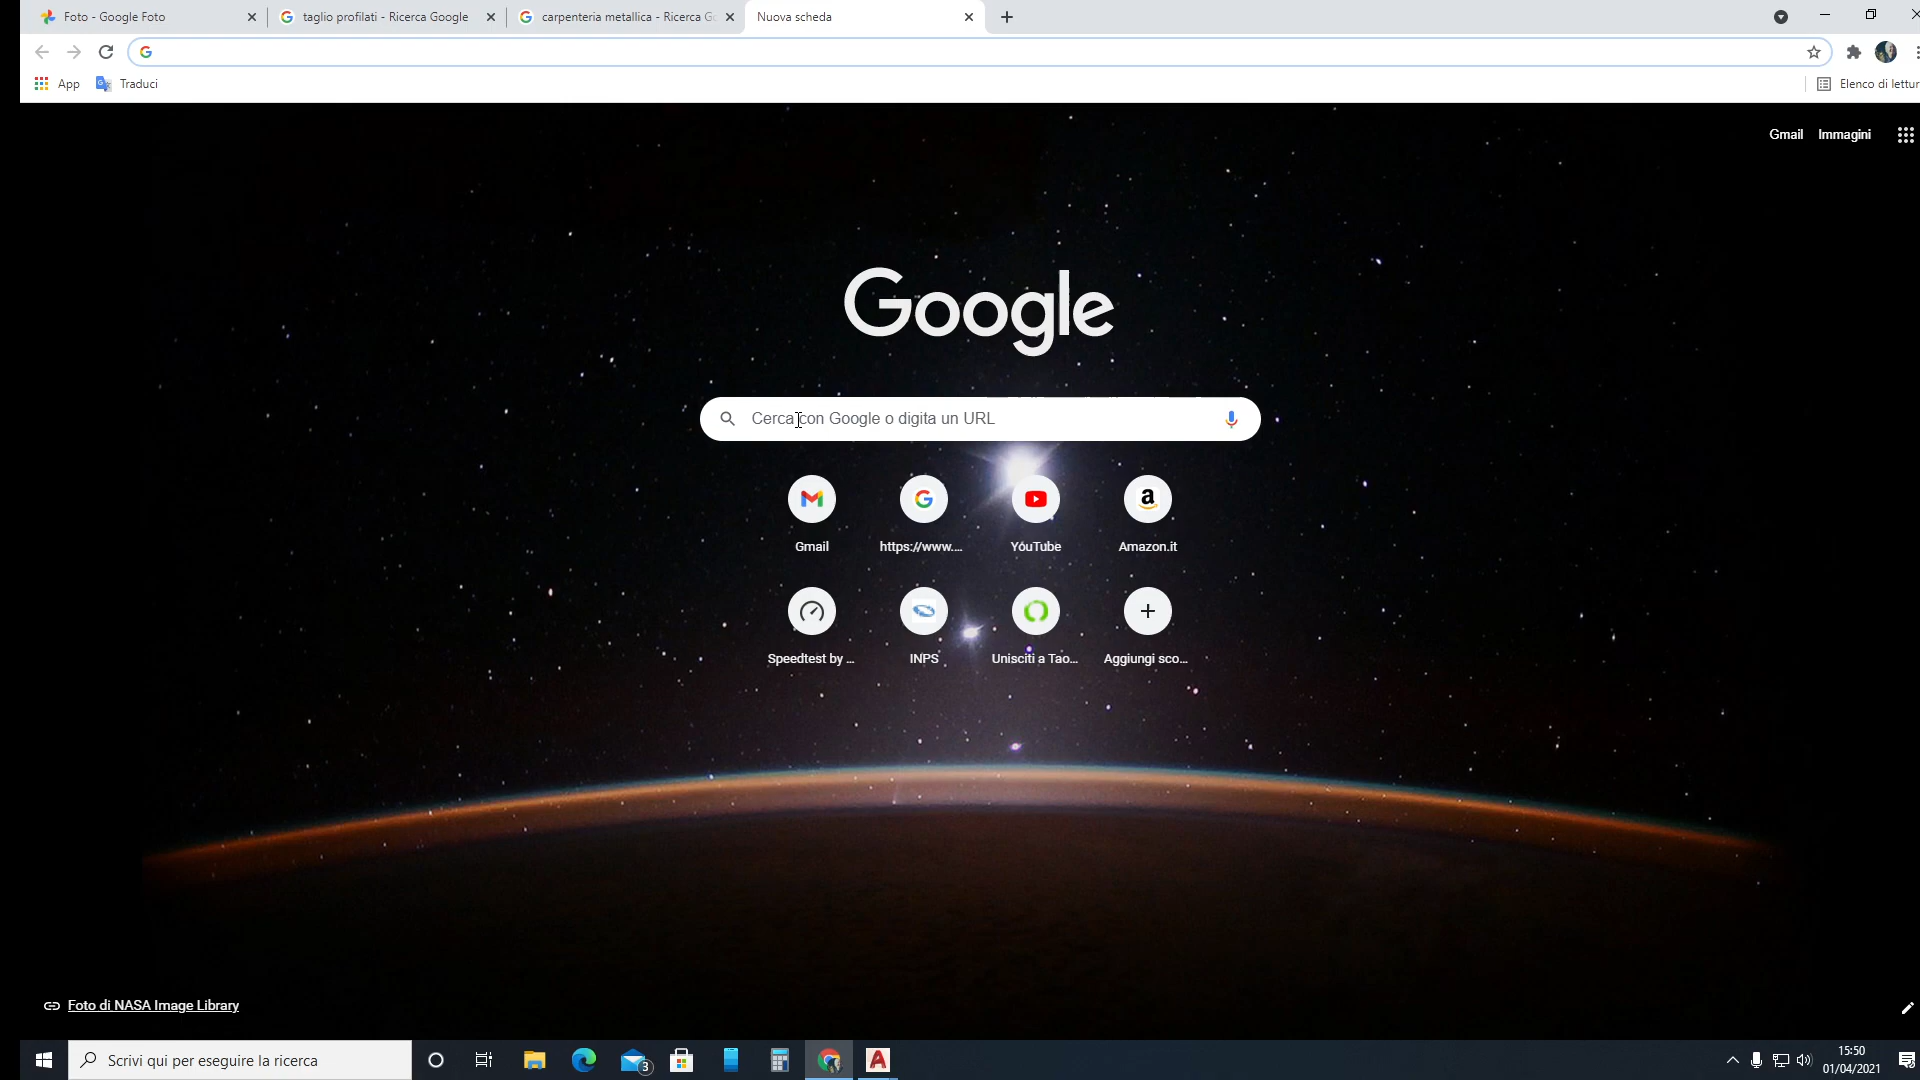 Foto - Google Foto
taglio profilati - Ricerca Google
carpenteria metallica - Ricerca Go
Nuova scheda
App
Traduci
Elenco di lettur
Gmail
Immagini
Google
Cerca con Google o digita un URL
Gmail
https://www....
YouTube
Amazon.it
Speedtest by ...
INPS
Unisciti a Tao...
Aggiungi sco...
Foto di NASA Image Library
Scrivi qui per eseguire la ricerca
3
15:50
01/04/2021